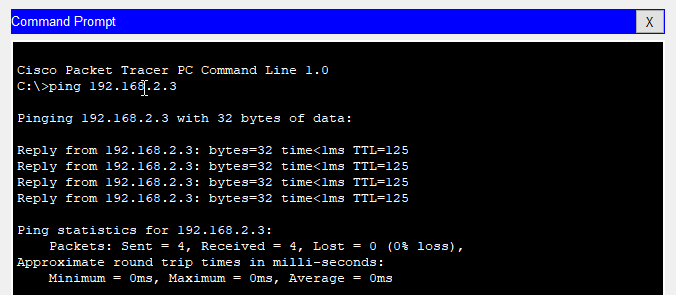 Command Prompt
X
Cisco Packet Tracer PC Command Line 1.0
C:\>ping 192.168.2.3
Pinging 192.168.2.3 with 32 bytes of data:
Reply from 192.168.2.3: bytes=32 time<1ms TTL=125
Reply from 192.168.2.3: bytes=32 time<1ms TTL=125
Reply from 192.168.2.3: bytes=32 time<1ms TTL=125
Reply from 192.168.2.3: bytes=32 time<1ms TTL=125
Ping statistics for 192.168.2.3:
Packets: Sent = 4, Received = 4, Lost = 0 (0% loss),
Approximate round trip times in milli-seconds:
Minimum = 0ms, Maximum = 0ms, Average = 0ms